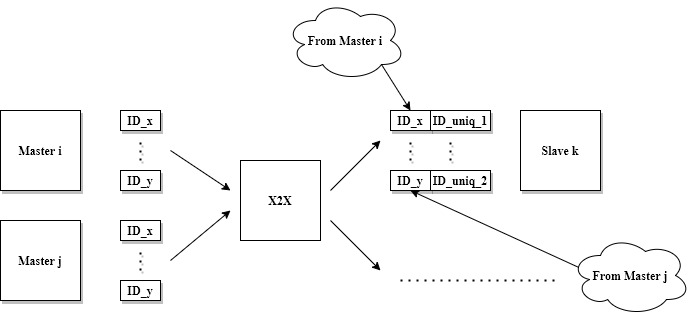 From Master i
ID_x
ID_x ID_uniq_1
Master i
Slave k
ID_y
ID_y ID_uniq_2
X2X
ID_x
Master j
From Master j
ID_y